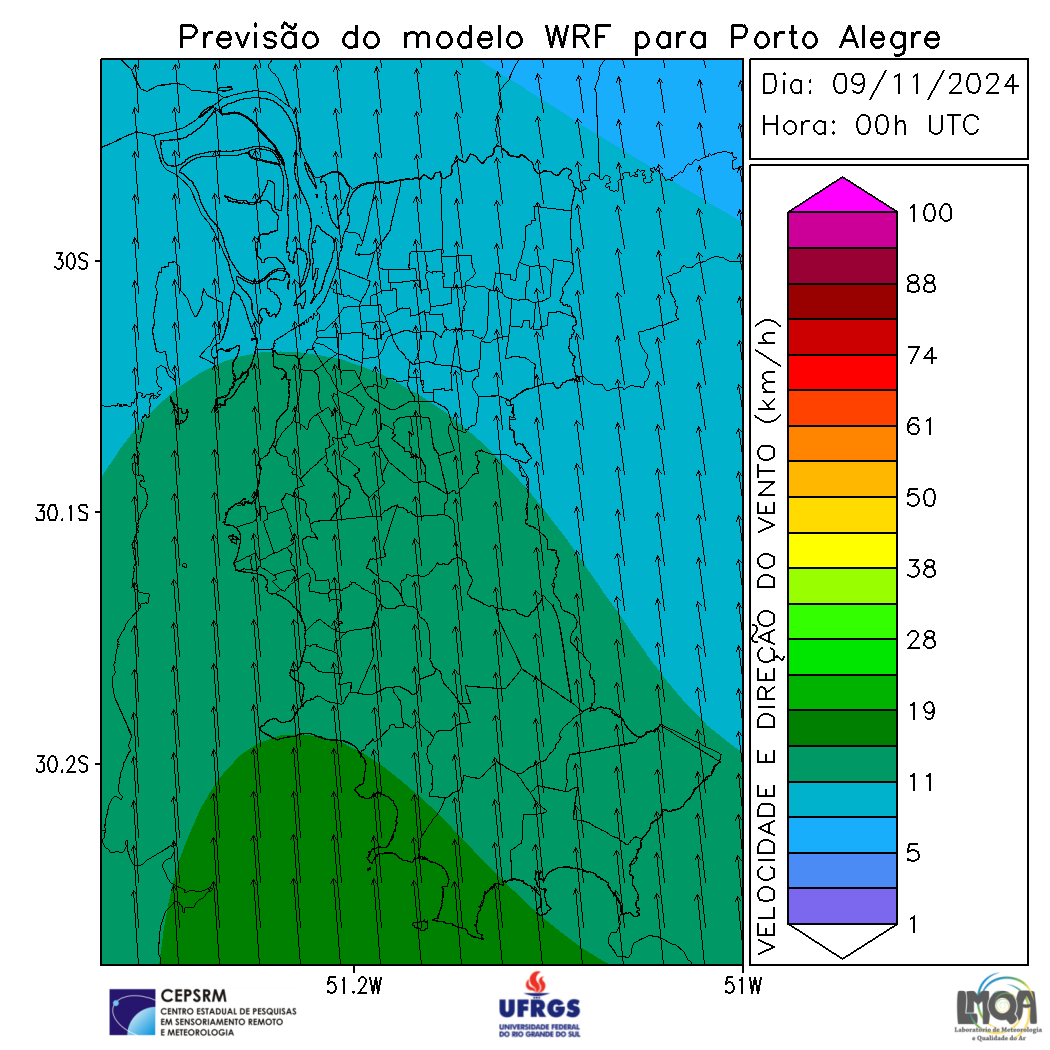 Previsão do modelo WRF para Porto Alegre
Dia: 09/11/2024
Hora: 00h UTC
30S
30.1S
30.2S
51.2W
51W
VELOCIDADE E DIREÇÃO DO VENTO (km/h)
100
88
74
61
50
38
28
19
11
5
1
CEPSRM
CENTRO ESTADUAL DE PESQUISAS
EM SENSORIAMENTO REMOTO
E METEOROLOGIA
UFRGS
UNIVERSIDADE FEDERAL
DO RIO GRANDE DO SUL
LMQA
Laboratório de Meteorologia
e Qualidade do Ar